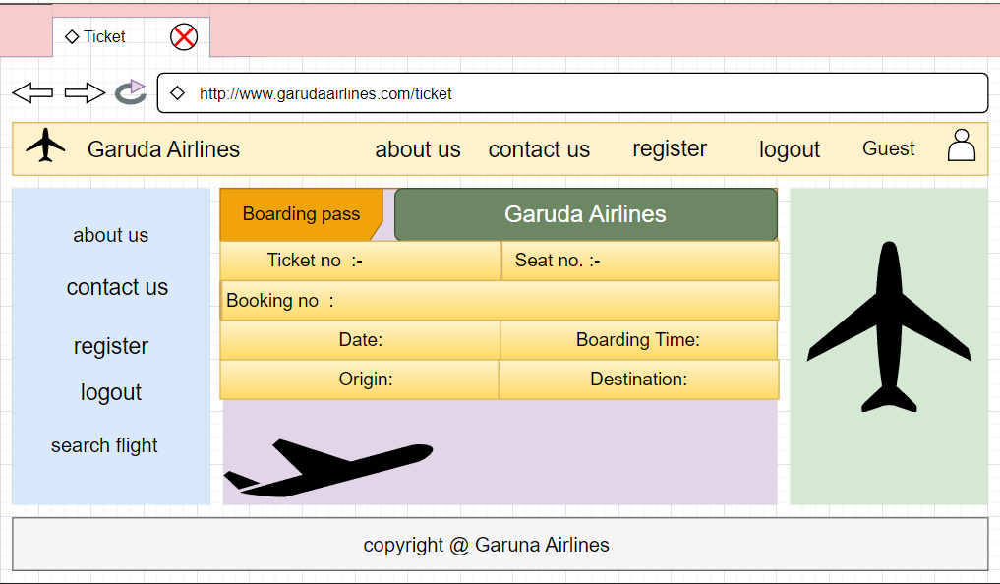 Ticket
http://www.garudaairlines.com/ticket
Garuda Airlines about us contact us register logout Guest
about us
contact us
register
logout
search flight
Boarding pass Garuda Airlines
Ticket no :- Seat no. :-
Booking no :
Date: Boarding Time:
Origin: Destination:
copyright @ Garuna Airlines